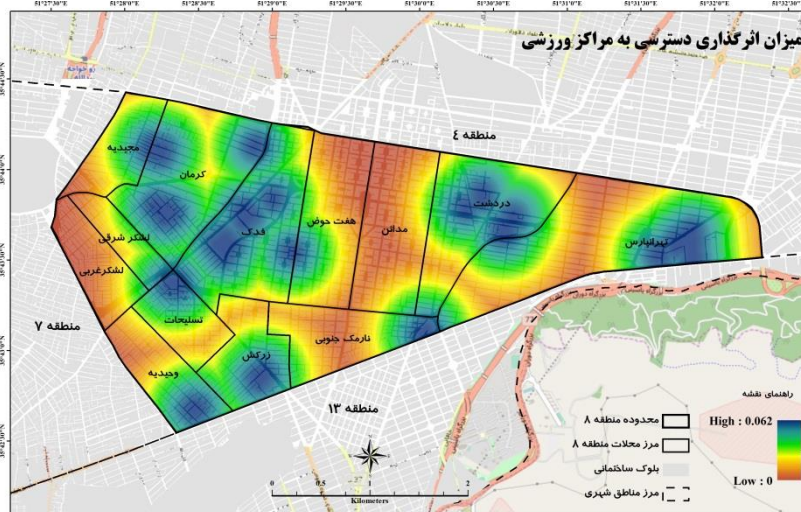 51°27'30"E 51°28'0"E 51°28'30"E 51°29'0"E 51°29'30"E 51°30'0"E 51°30'30"E 51°31'0"E 51°31'30"E 51°32'0"E
میزان اثرگذاری دسترسی به مراکز ورزشی
منطقه ۴
مجیدیه
کرمان
دردشت
هفت حوض
مدائن
فدک
لشکر شرقی
تهرانپارس
لشکرغربی
منطقه ۷
تسلیحات
نارمک جنوبی
زرکش
وحیدیه
منطقه ۱۳
راهنمای نقشه
محدوده منطقه ۸
مرز محلات منطقه ۸
بلوک ساختمانی
مرز مناطق شهری
High : 0.062
Low : 0
0 0.5 1 2
Kilometers